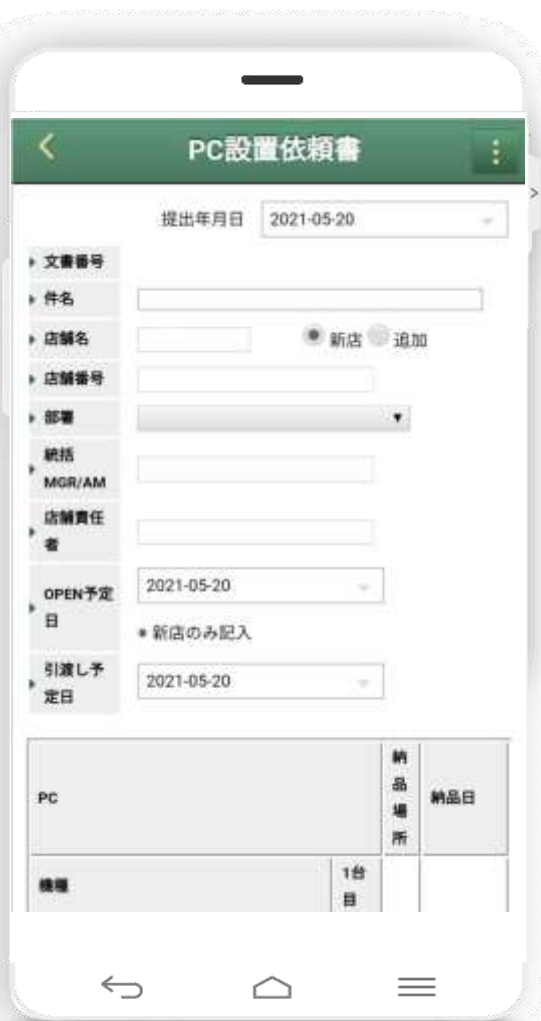 PC設置依頼書
提出年月日 2021-05-20
文書番号
件名
店舗名 新店 追加
店舗番号
部署
統括
MGR/AM
店舗責任
者
OPEN予定
日
2021-05-20
* 新店のみ記入
引渡し予
定日
2021-05-20
PC
納
品
場
所
納品日
機種
1台
目